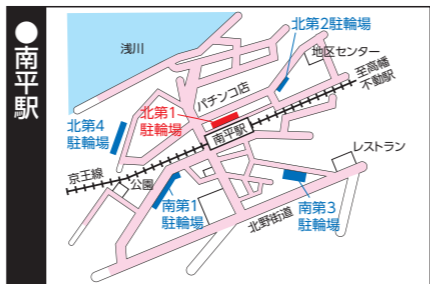 ●南平駅
浅川
北第2駐輪場
地区センター
至高幡
不動駅
パチンコ店
北第1
駐輪場
北第4
駐輪場
南平駅
レストラン
京王線
公園
南第1
駐輪場
南第3
駐輪場
北野街道